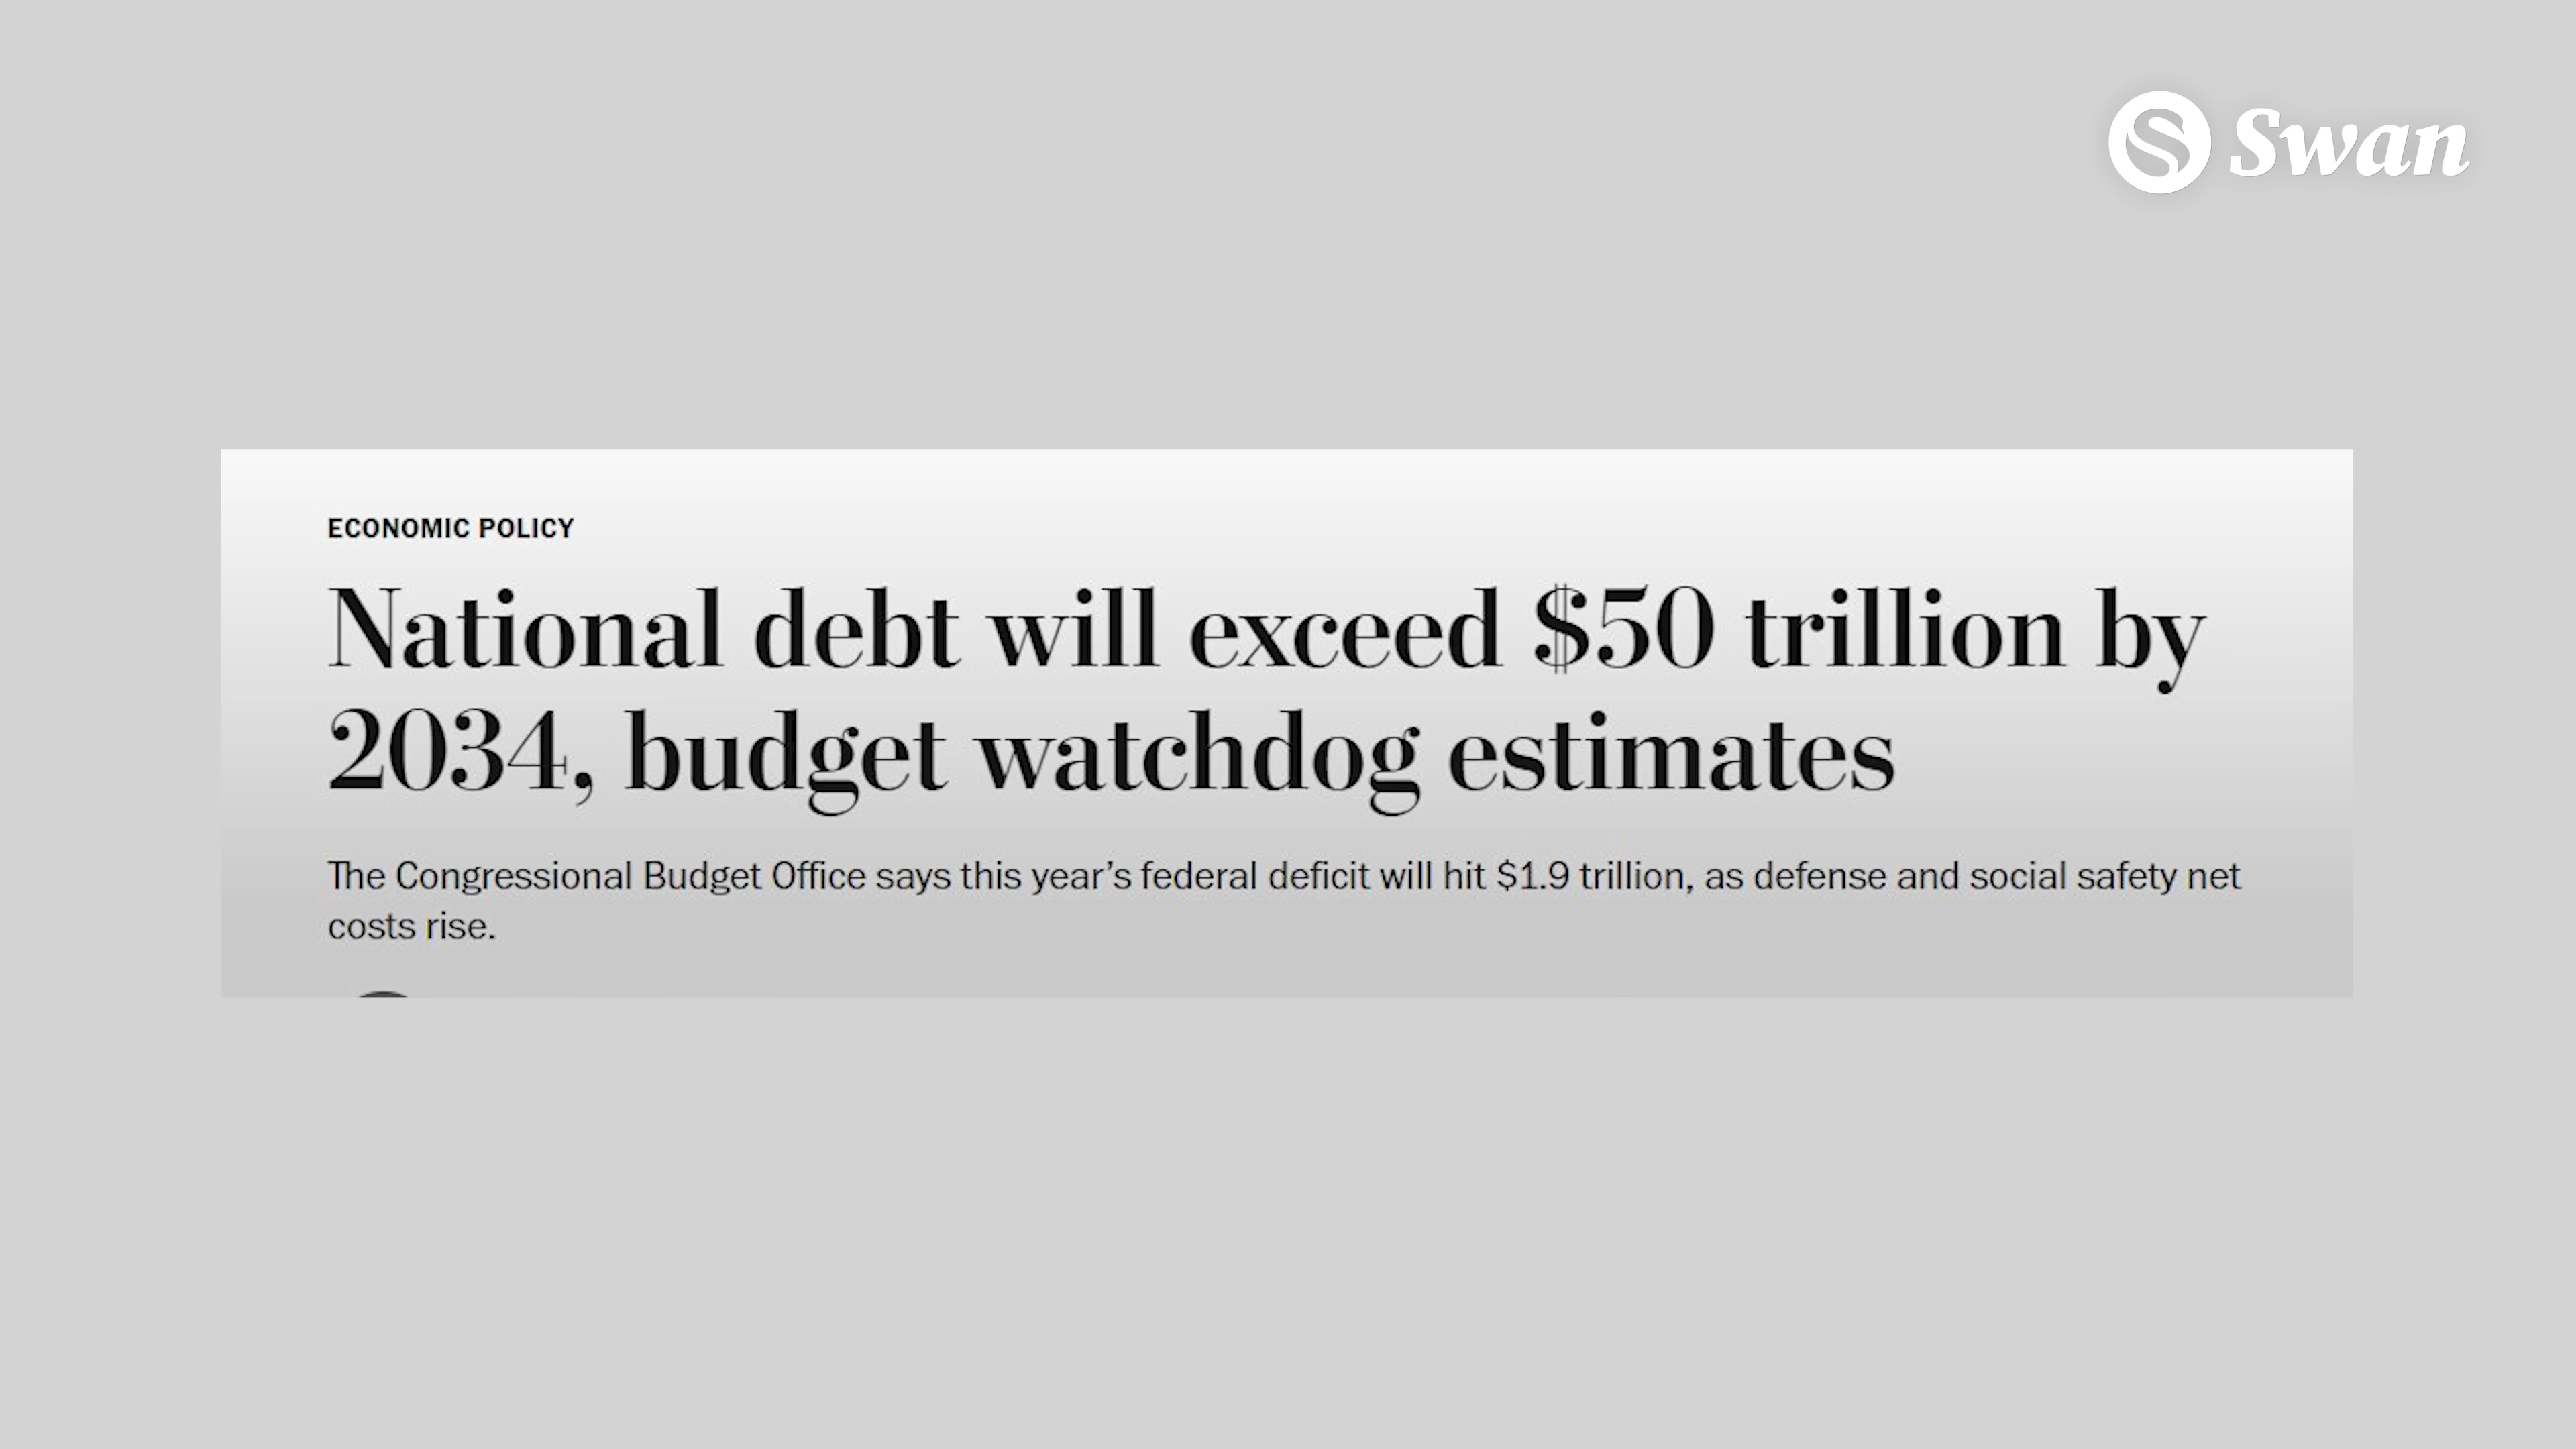 Swan
ECONOMIC POLICY
National debt will exceed $50 trillion by
2034, budget watchdog estimates
The Congressional Budget Office says this year’s federal deficit will hit $1.9 trillion, as defense and social safety net
costs rise.